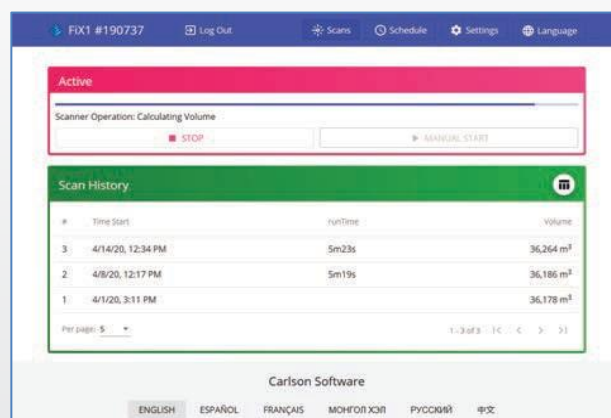 FiX1 #190737 Log Out Scans Schedule Settings Language
Active
Scanner Operation: Calculating Volume
STOP MANUAL START
Scan History
# Time Start runTime Volume
3 4/14/20, 12:34 PM 5m23s 36,264 m³
2 4/8/20, 12:17 PM 5m19s 36,186 m³
1 4/1/20, 3:11 PM 36,178 m³
Per page: 5 1 - 3 of 3
Carlson Software
ENGLISH ESPAÑOL FRANÇAIS МОНГОЛ ХЭЛ РУССКИЙ 中文